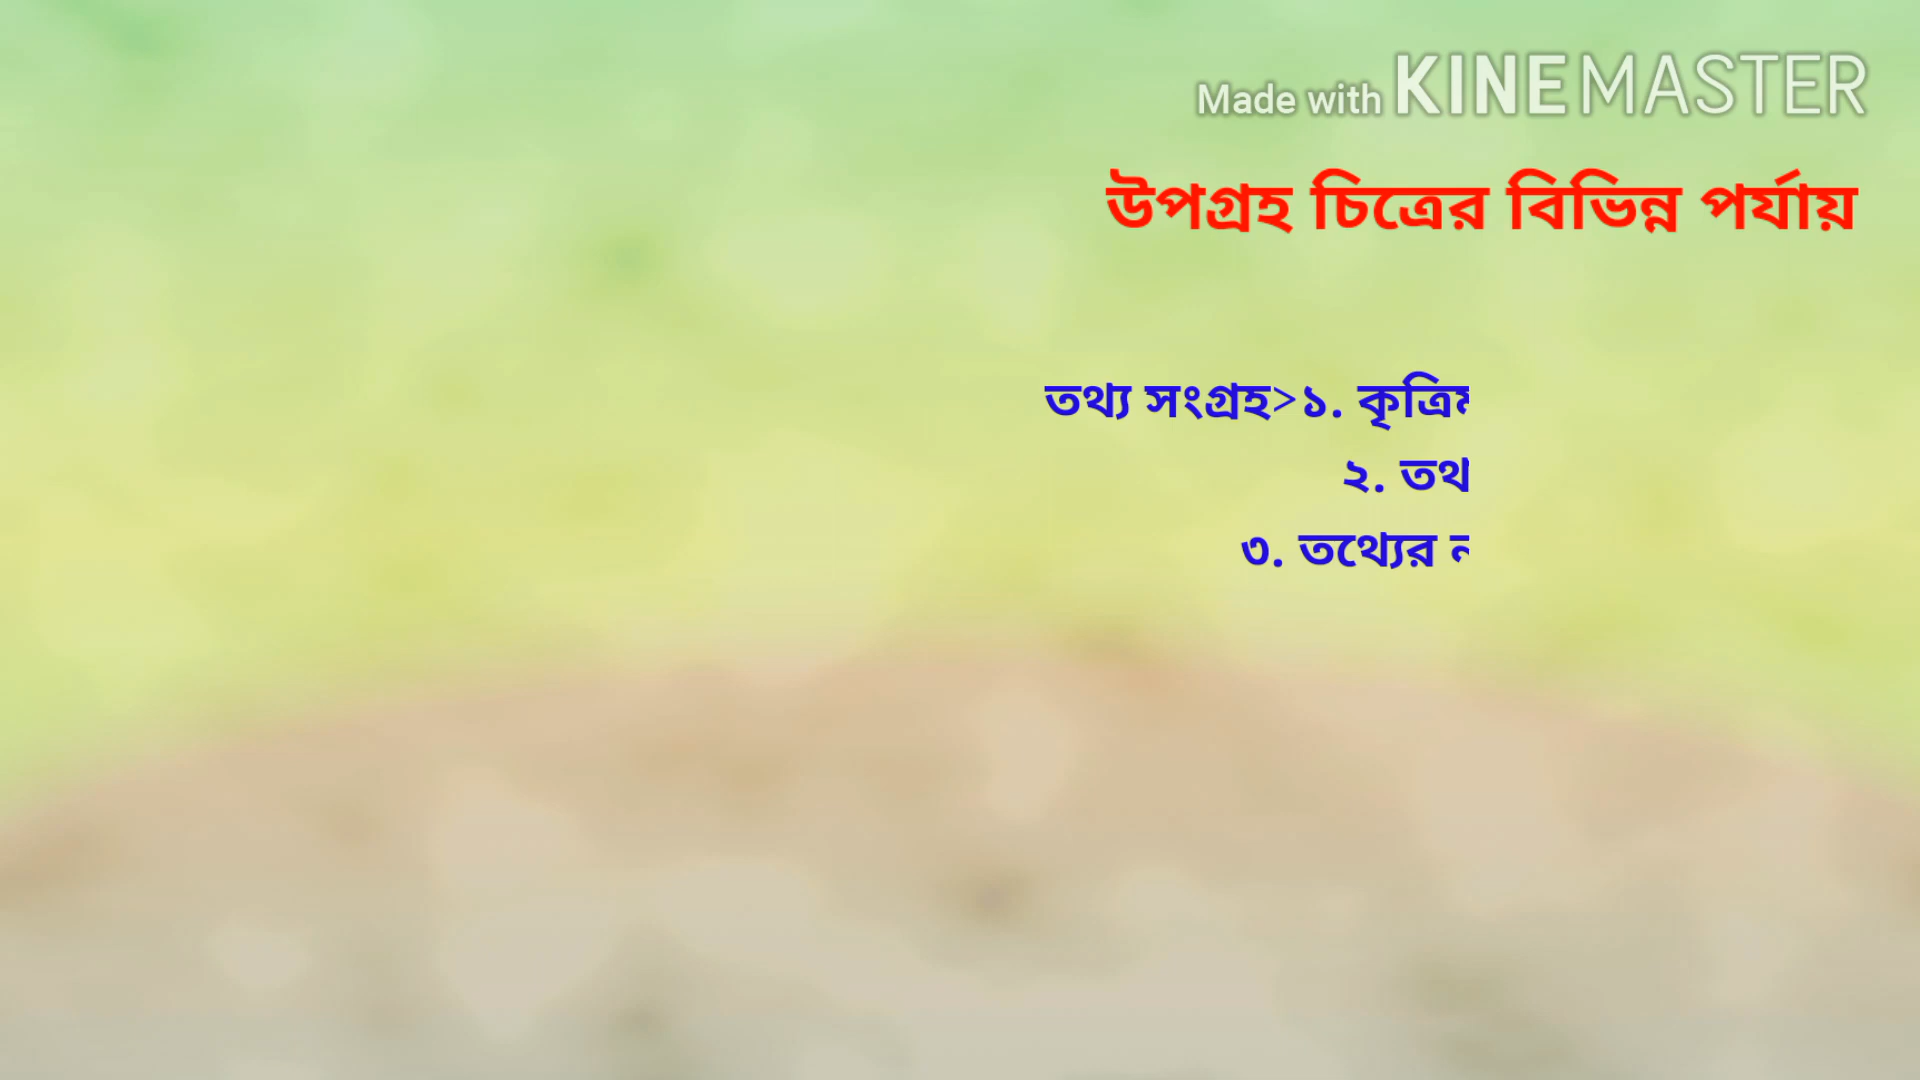 Made with KINEMASTER
উপগ্রহ চিত্রের বিভিন্ন পর্যায়
তথ্য সংগ্রহ>১. 
২. 
৩. তথ্যের